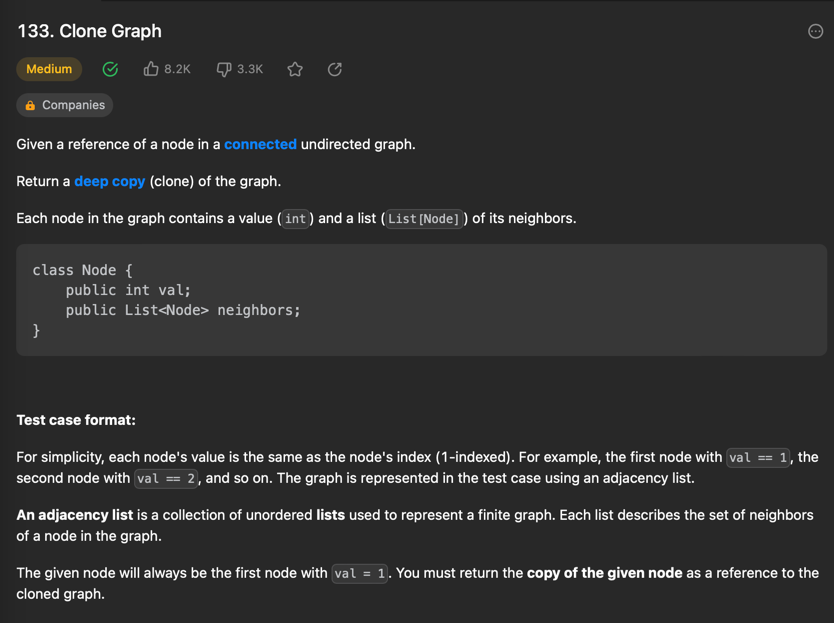 133. Clone Graph
Medium 8.2K 3.3K
Companies
Given a reference of a node in a connected undirected graph.
Return a deep copy (clone) of the graph.
Each node in the graph contains a value (int) and a list (List[Node]) of its neighbors.
class Node {
    public int val;
    public List<Node> neighbors;
}
Test case format:
For simplicity, each node's value is the same as the node's index (1-indexed). For example, the first node with val == 1, the
second node with val == 2, and so on. The graph is represented in the test case using an adjacency list.
An adjacency list is a collection of unordered lists used to represent a finite graph. Each list describes the set of neighbors
of a node in the graph.
The given node will always be the first node with val = 1. You must return the copy of the given node as a reference to the
cloned graph.